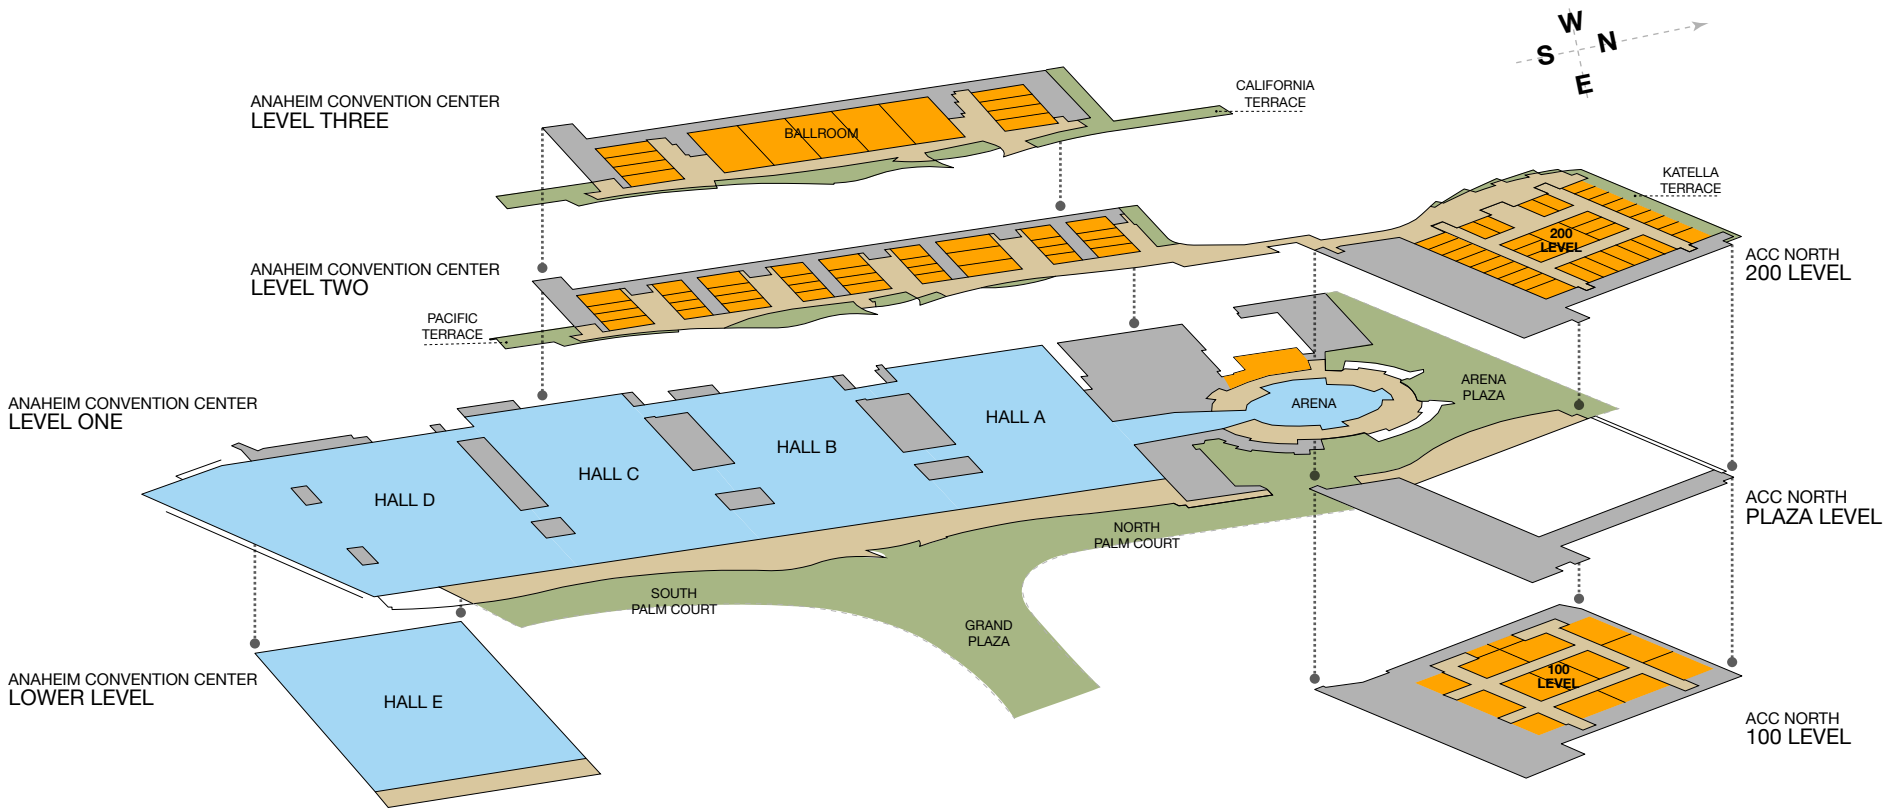 W
S N
E
CALIFORNIA
TERRACE
ANAHEIM CONVENTION CENTER
LEVEL THREE
BALLROOM
KATELLA
TERRACE
200
LEVEL
ACC NORTH
200 LEVEL
ANAHEIM CONVENTION CENTER
LEVEL TWO
PACIFIC
TERRACE
ANAHEIM CONVENTION CENTER
LEVEL ONE
ARENA
PLAZA
ARENA
HALL A
HALL B
HALL C
HALL D
ACC NORTH
PLAZA LEVEL
NORTH
PALM COURT
SOUTH
PALM COURT
GRAND
PLAZA
ANAHEIM CONVENTION CENTER
LOWER LEVEL
HALL E
100
LEVEL
ACC NORTH
100 LEVEL